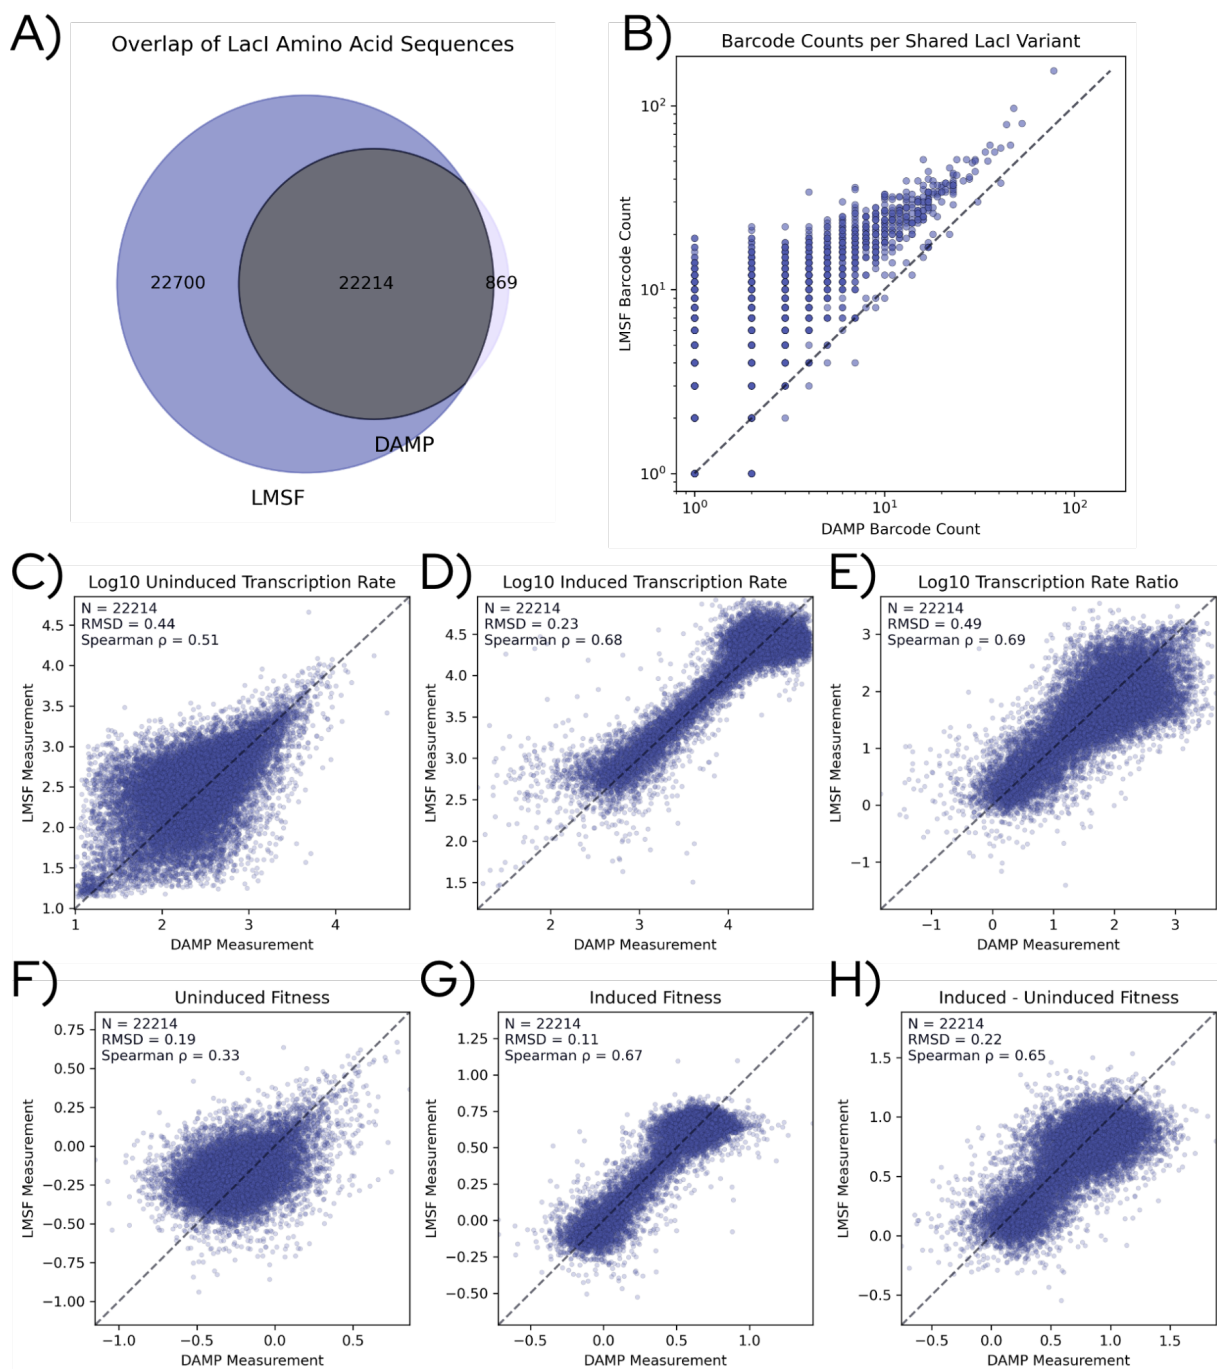 A)
Overlap of LacI Amino Acid Sequences
22700
22214
869
DAMP
LMSF
B)
Barcode Counts per Shared LacI Variant
LMSF Barcode Count
10²
10¹
10⁰
10⁰
10¹
10²
DAMP Barcode Count
C)
Log10 Uninduced Transcription Rate
N = 22214
RMSD = 0.44
Spearman ρ = 0.51
LMSF Measurement
4.5
4.0
3.5
3.0
2.5
2.0
1.5
1.0
1
2
3
4
DAMP Measurement
D)
Log10 Induced Transcription Rate
N = 22214
RMSD = 0.23
Spearman ρ = 0.68
LMSF Measurement
4.5
4.0
3.5
3.0
2.5
2.0
1.5
2
3
4
DAMP Measurement
E)
Log10 Transcription Rate Ratio
N = 22214
RMSD = 0.49
Spearman ρ = 0.69
LMSF Measurement
3
2
1
0
−1
−1
0
1
2
3
DAMP Measurement
F)
Uninduced Fitness
N = 22214
RMSD = 0.19
Spearman ρ = 0.33
LMSF Measurement
0.75
0.50
0.25
0.00
−0.25
−0.50
−0.75
−1.00
−1.0
−0.5
0.0
0.5
DAMP Measurement
G)
Induced Fitness
N = 22214
RMSD = 0.11
Spearman ρ = 0.67
LMSF Measurement
1.25
1.00
0.75
0.50
0.25
0.00
−0.25
−0.50
−0.5
0.0
0.5
1.0
DAMP Measurement
H)
Induced - Uninduced Fitness
N = 22214
RMSD = 0.22
Spearman ρ = 0.65
LMSF Measurement
1.5
1.0
0.5
0.0
−0.5
−0.5
0.0
0.5
1.0
1.5
DAMP Measurement